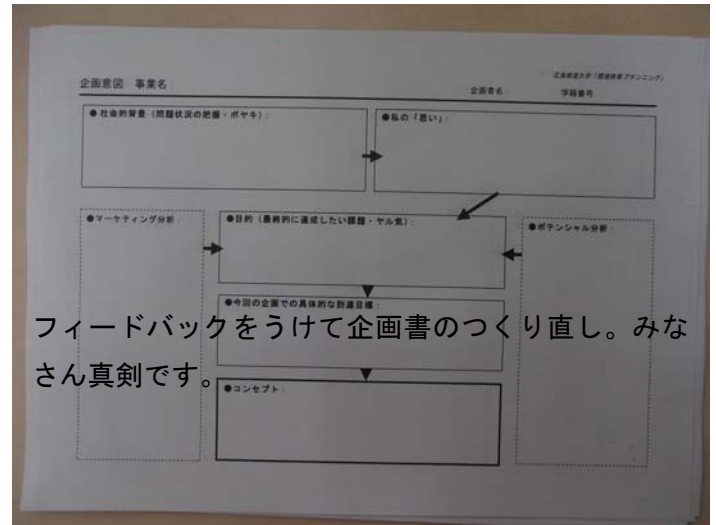 企画意図 事業名
企画者名 学籍番号
●社会的背景（問題状況の把握・ボヤキ）：
●私の「思い」：
●マーケティング分析：
●目的（最終的に達成したい課題・ヤル気）：
●ポテンシャル分析：
●今回の企画での具体的な到達目標：
フィードバックをうけて企画書のつくり直し。みな
さん真剣です。
●コンセプト：